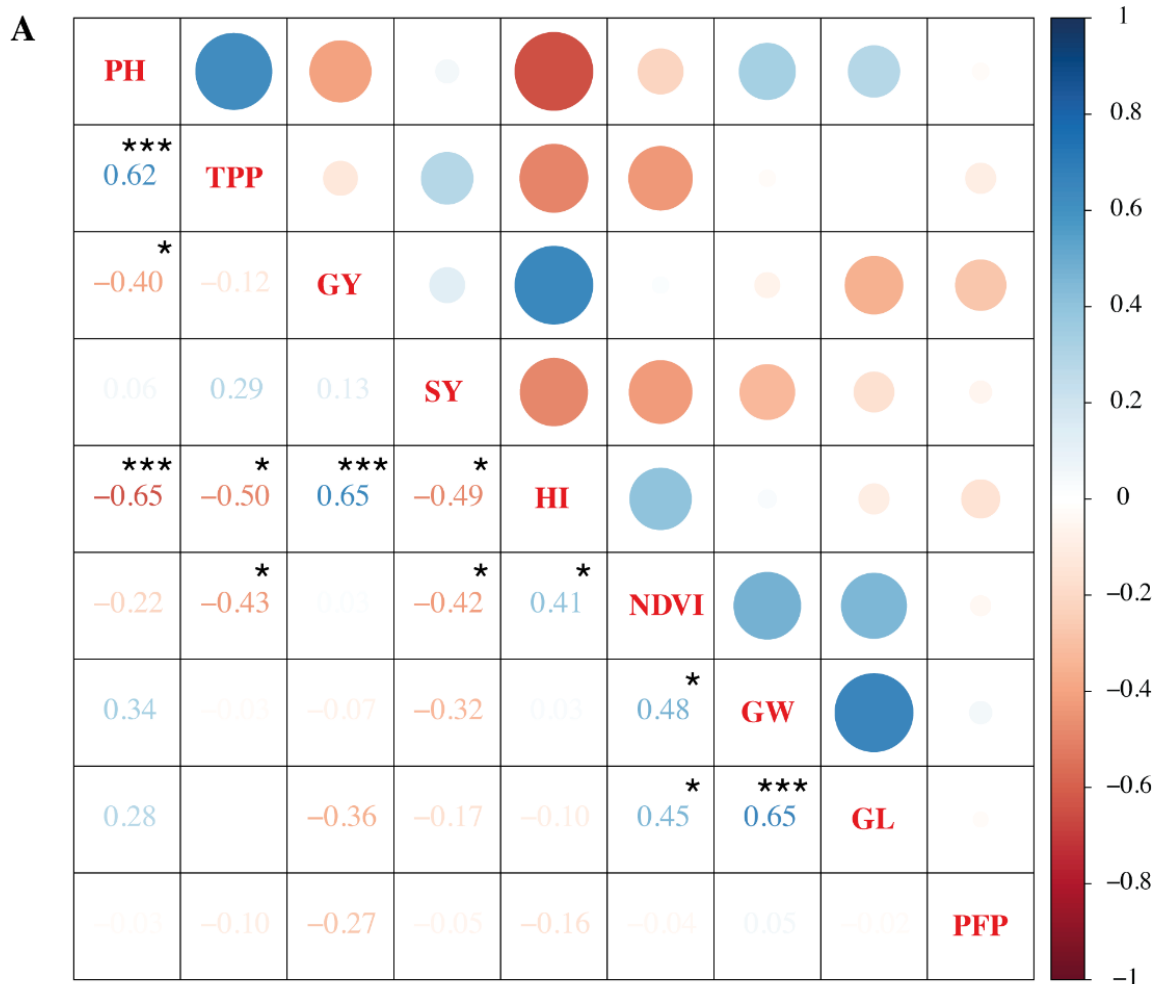 A
PH
1
0.8
***
0.62 TPP
0.6
*
−0.40 −0.12 GY
0.4
0.06 0.29 0.13 SY
0.2
*** * *** *
−0.65 −0.50 0.65 −0.49 HI
0
* * *
−0.22 −0.43 0.03 −0.42 0.41 NDVI
−0.2
*
0.34 −0.03 −0.07 −0.32 0.03 0.48 GW
−0.4
* ***
0.28 −0.36 −0.17 −0.10 0.45 0.65 GL
−0.6
−0.8
−0.03 −0.10 −0.27 −0.05 −0.16 −0.04 0.05 −0.02 PFP
−1